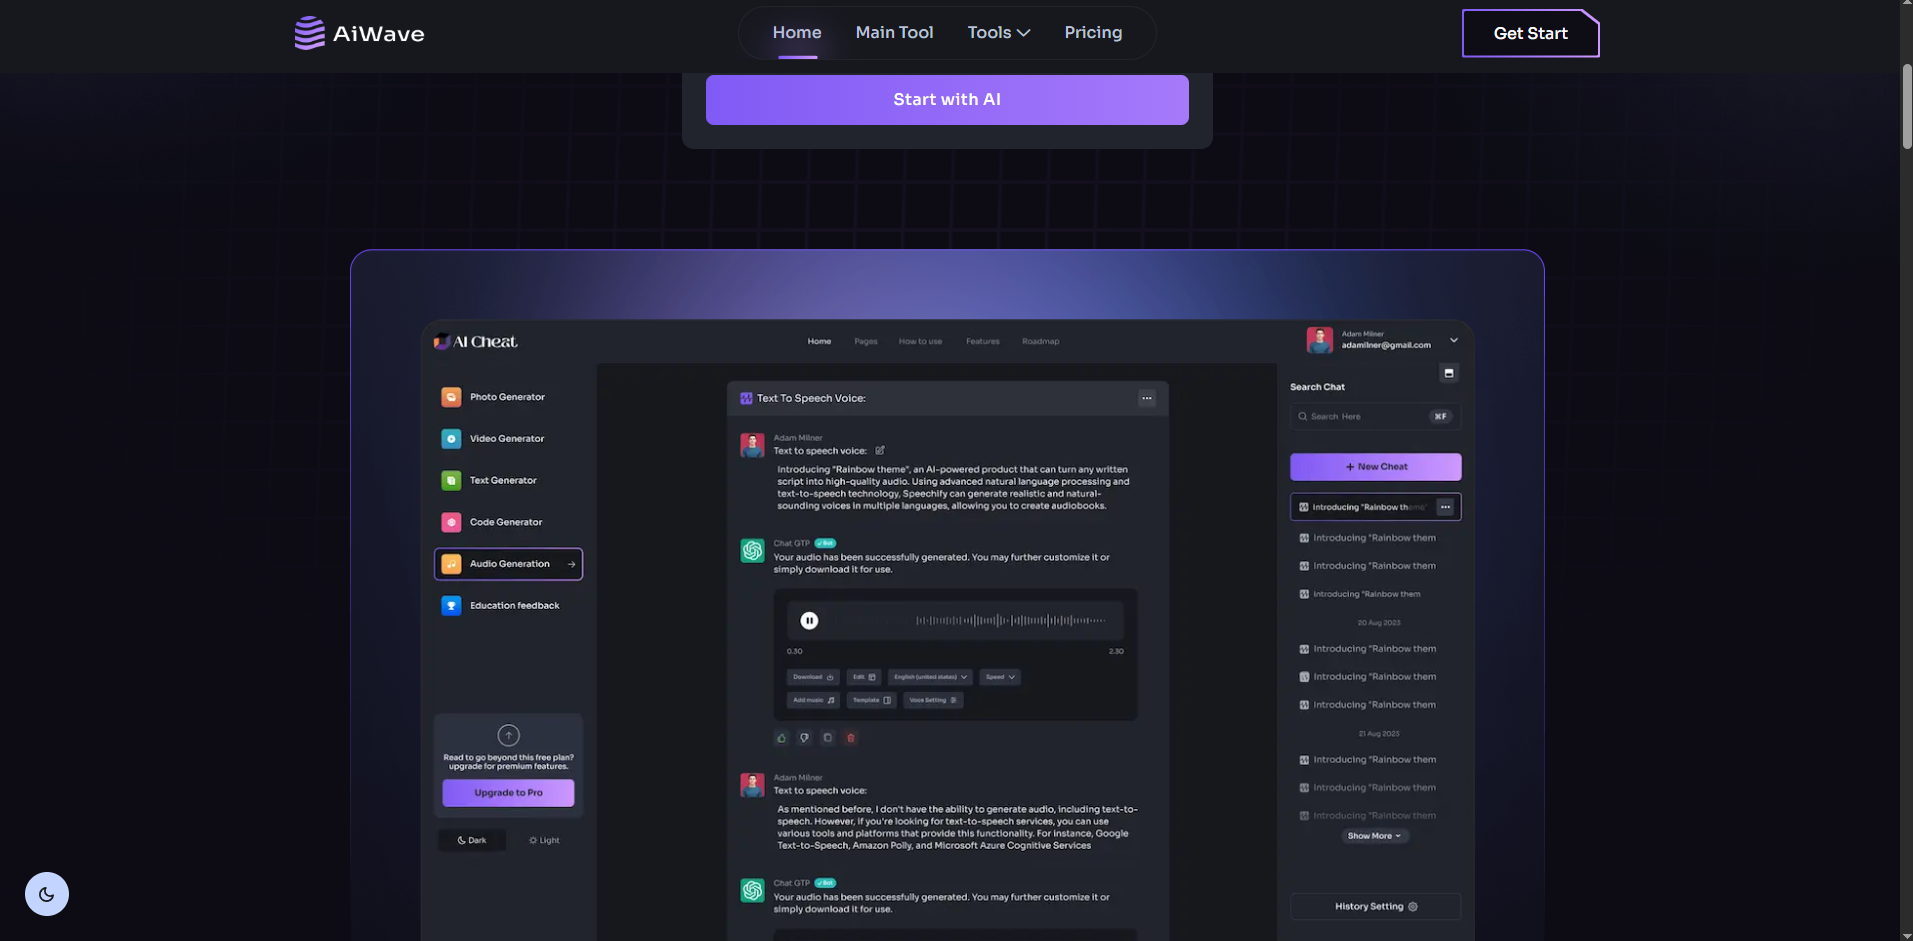 AiWave
Home
Main Tool
Tools
Pricing
Get Start
Start with AI
AI Cheat
Home
Pages
How to use
Features
Roadmap
Adam Milner
adamilner@gmail.com
Photo Generator
Video Generator
Text Generator
Code Generator
Audio Generation
Education feedback
Read to go beyond this free plan?
upgrade for premium features.
Upgrade to Pro
Dark
Light
Text To Speech Voice:
Adam Milner
Text to speech voice:
Introducing "Rainbow theme", an AI-powered product that can turn any written
script into high-quality audio. Using advanced natural language processing and
text-to-speech technology, Speechify can generate realistic and natural-
sounding voices in multiple languages, allowing you to create audiobooks.
Chat GTP
Bot
Your audio has been successfully generated. You may further customize it or
simply download it for use.
0.30
2.30
Download
Edit
English (united states)
Speed
Add music
Template
Voice Setting
Adam Milner
Text to speech voice:
As mentioned before, I don't have the ability to generate audio, including text-to-
speech. However, if you're looking for text-to-speech services, you can use
various tools and platforms that provide this functionality. For instance, Google
Text-to-Speech, Amazon Polly, and Microsoft Azure Cognitive Services
Chat GTP
Bot
Your audio has been successfully generated. You may further customize it or
simply download it for use.
Search Chat
Search Here
⌘F
+ New Cheat
Introducing "Rainbow theme"
Introducing "Rainbow them
Introducing "Rainbow them
Introducing "Rainbow them
20 Aug 2023
Introducing "Rainbow them
Introducing "Rainbow them
Introducing "Rainbow them
21 Aug 2023
Introducing "Rainbow them
Introducing "Rainbow them
Introducing "Rainbow them
Show More
History Setting